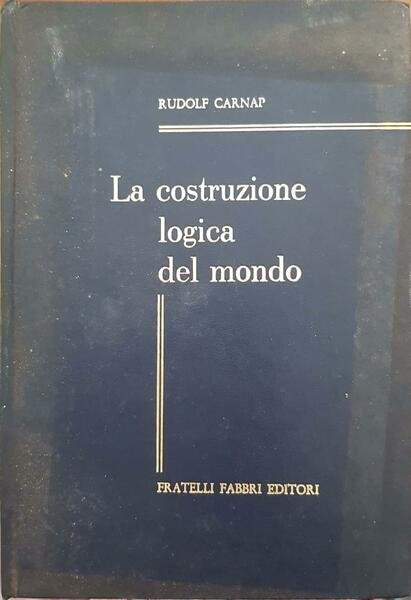 RUDOLF CARNAP
La costruzione
logica
del mondo
FRATELLI FABBRI EDITORI